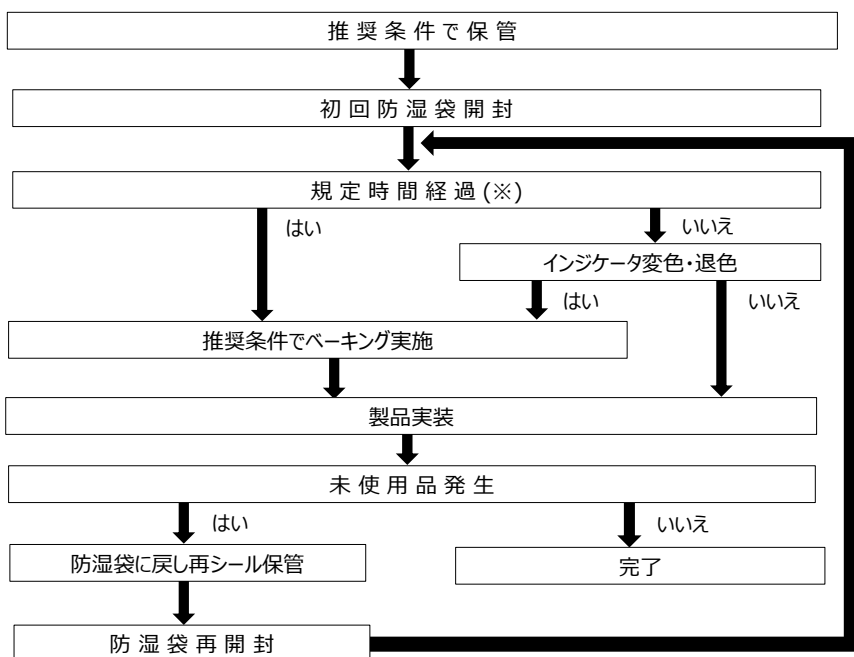 推奨条件で保管
初回防湿袋開封
規定時間経過(※)
はい
いいえ
インジケータ変色・退色
はい
いいえ
推奨条件でベーキング実施
製品実装
未使用品発生
はい
いいえ
防湿袋に戻し再シール保管
完了
防湿袋再開封